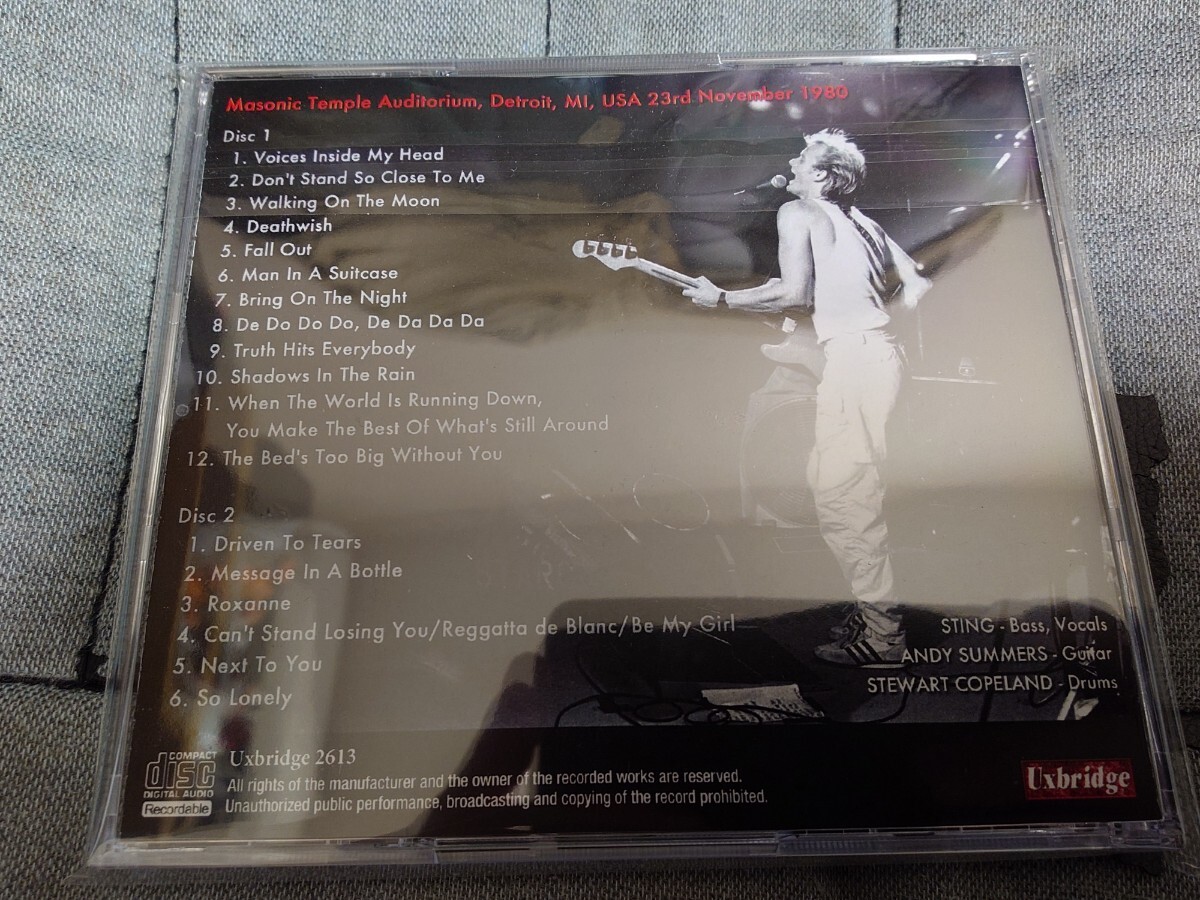 Masonic Temple Auditorium, Detroit, MI, USA 23rd November 1980
Disc 1
1. Voices Inside My Head
2. Don't Stand So Close To Me
3. Walking On The Moon
4. Deathwish
5. Fall Out
6. Man In A Suitcase
7. Bring On The Night
8. De Do Do Do, De Da Da Da
9. Truth Hits Everybody
10. Shadows In The Rain
11. When The World Is Running Down,
You Make The Best Of What's Still Around
12. The Bed's Too Big Without You
Disc 2
1. Driven To Tears
2. Message In A Bottle
3. Roxanne
4. Can't Stand Losing You/Reggatta de Blanc/Be My Girl
5. Next To You
6. So Lonely
STING - Bass, Vocals
ANDY SUMMERS - Guitar
STEWART COPELAND - Drums
COMPACT
disc
DIGITAL AUDIO
Recordable
Uxbridge 2613
All rights of the manufacturer and the owner of the recorded works are reserved.
Unauthorized public performance, broadcasting and copying of the record prohibited.
Uxbridge